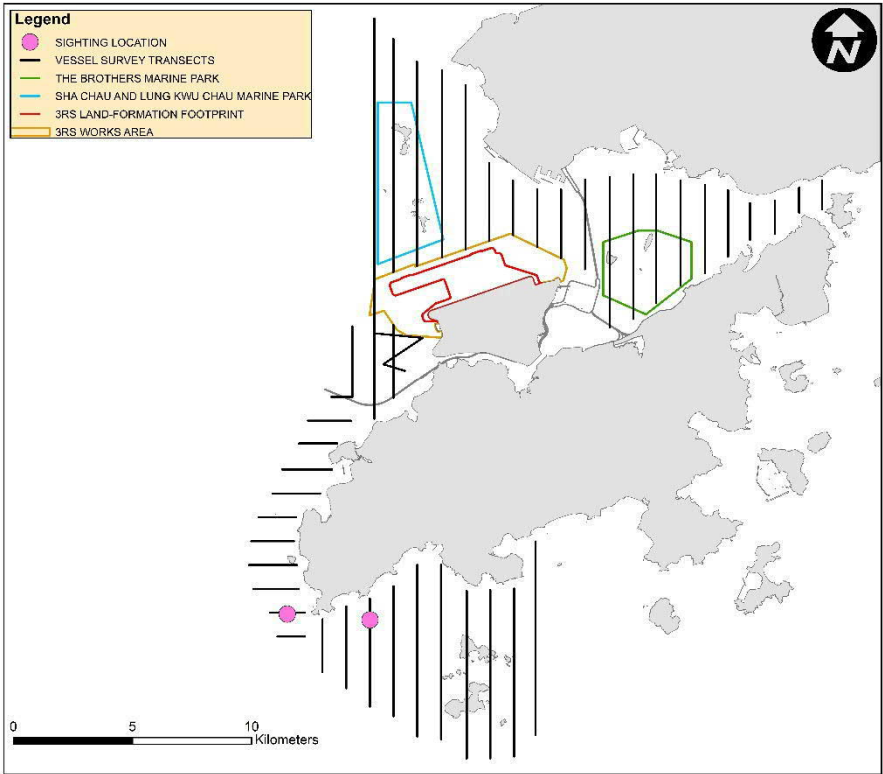 Legend
SIGHTING LOCATION
VESSEL SURVEY TRANSECTS
THE BROTHERS MARINE PARK
SHA CHAU AND LUNG KWU CHAU MARINE PARK
3RS LAND-FORMATION FOOTPRINT
3RS WORKS AREA
N
0 5 10
Kilometers